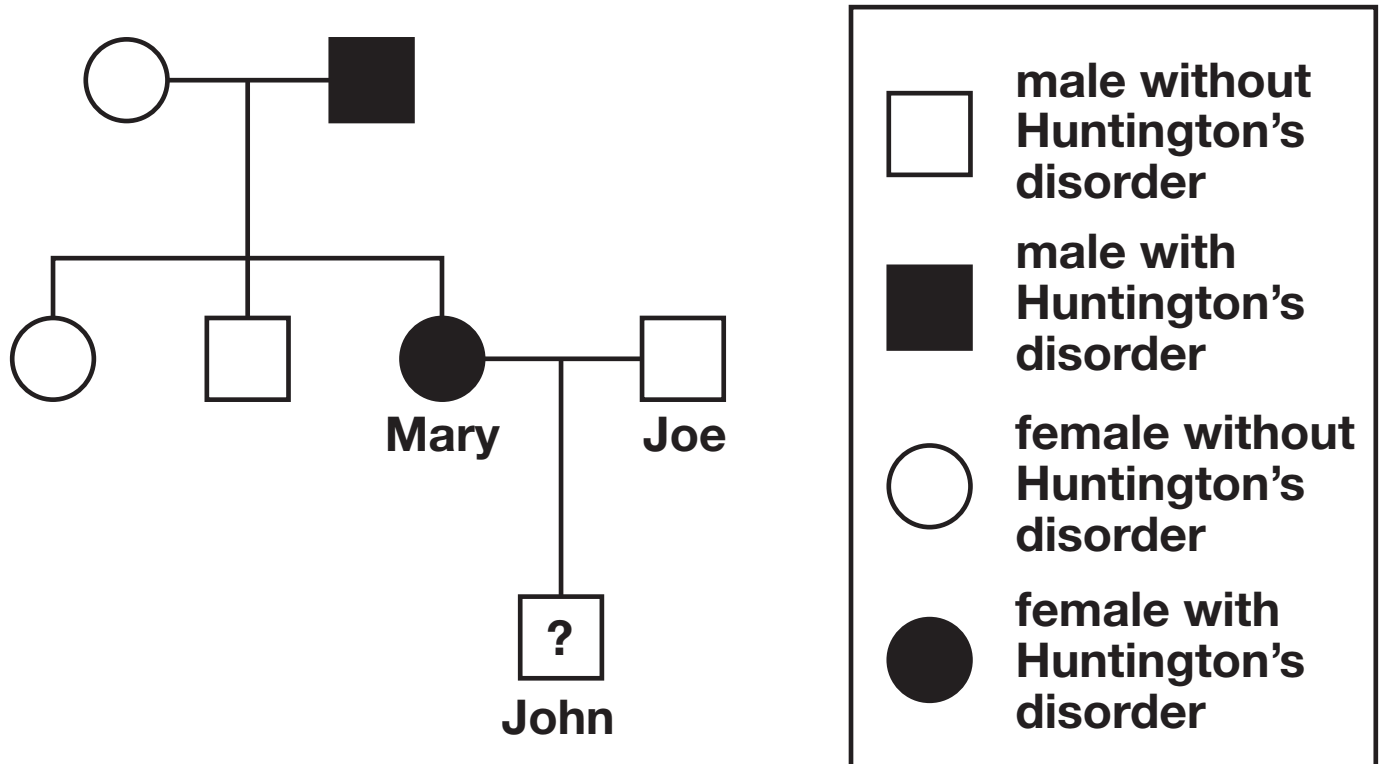 Mary
Joe
?
John
male without
Huntington’s
disorder
male with
Huntington’s
disorder
female without
Huntington’s
disorder
female with
Huntington’s
disorder